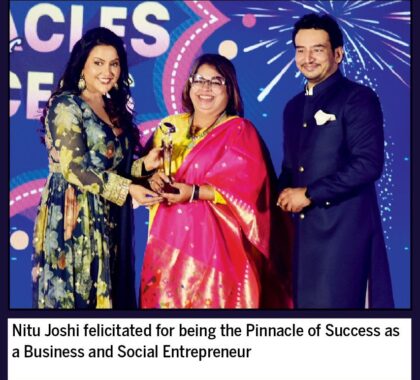 ACLES
CE
Nitu Joshi felicitated for being the Pinnacle of Success as
a Business and Social Entrepreneur